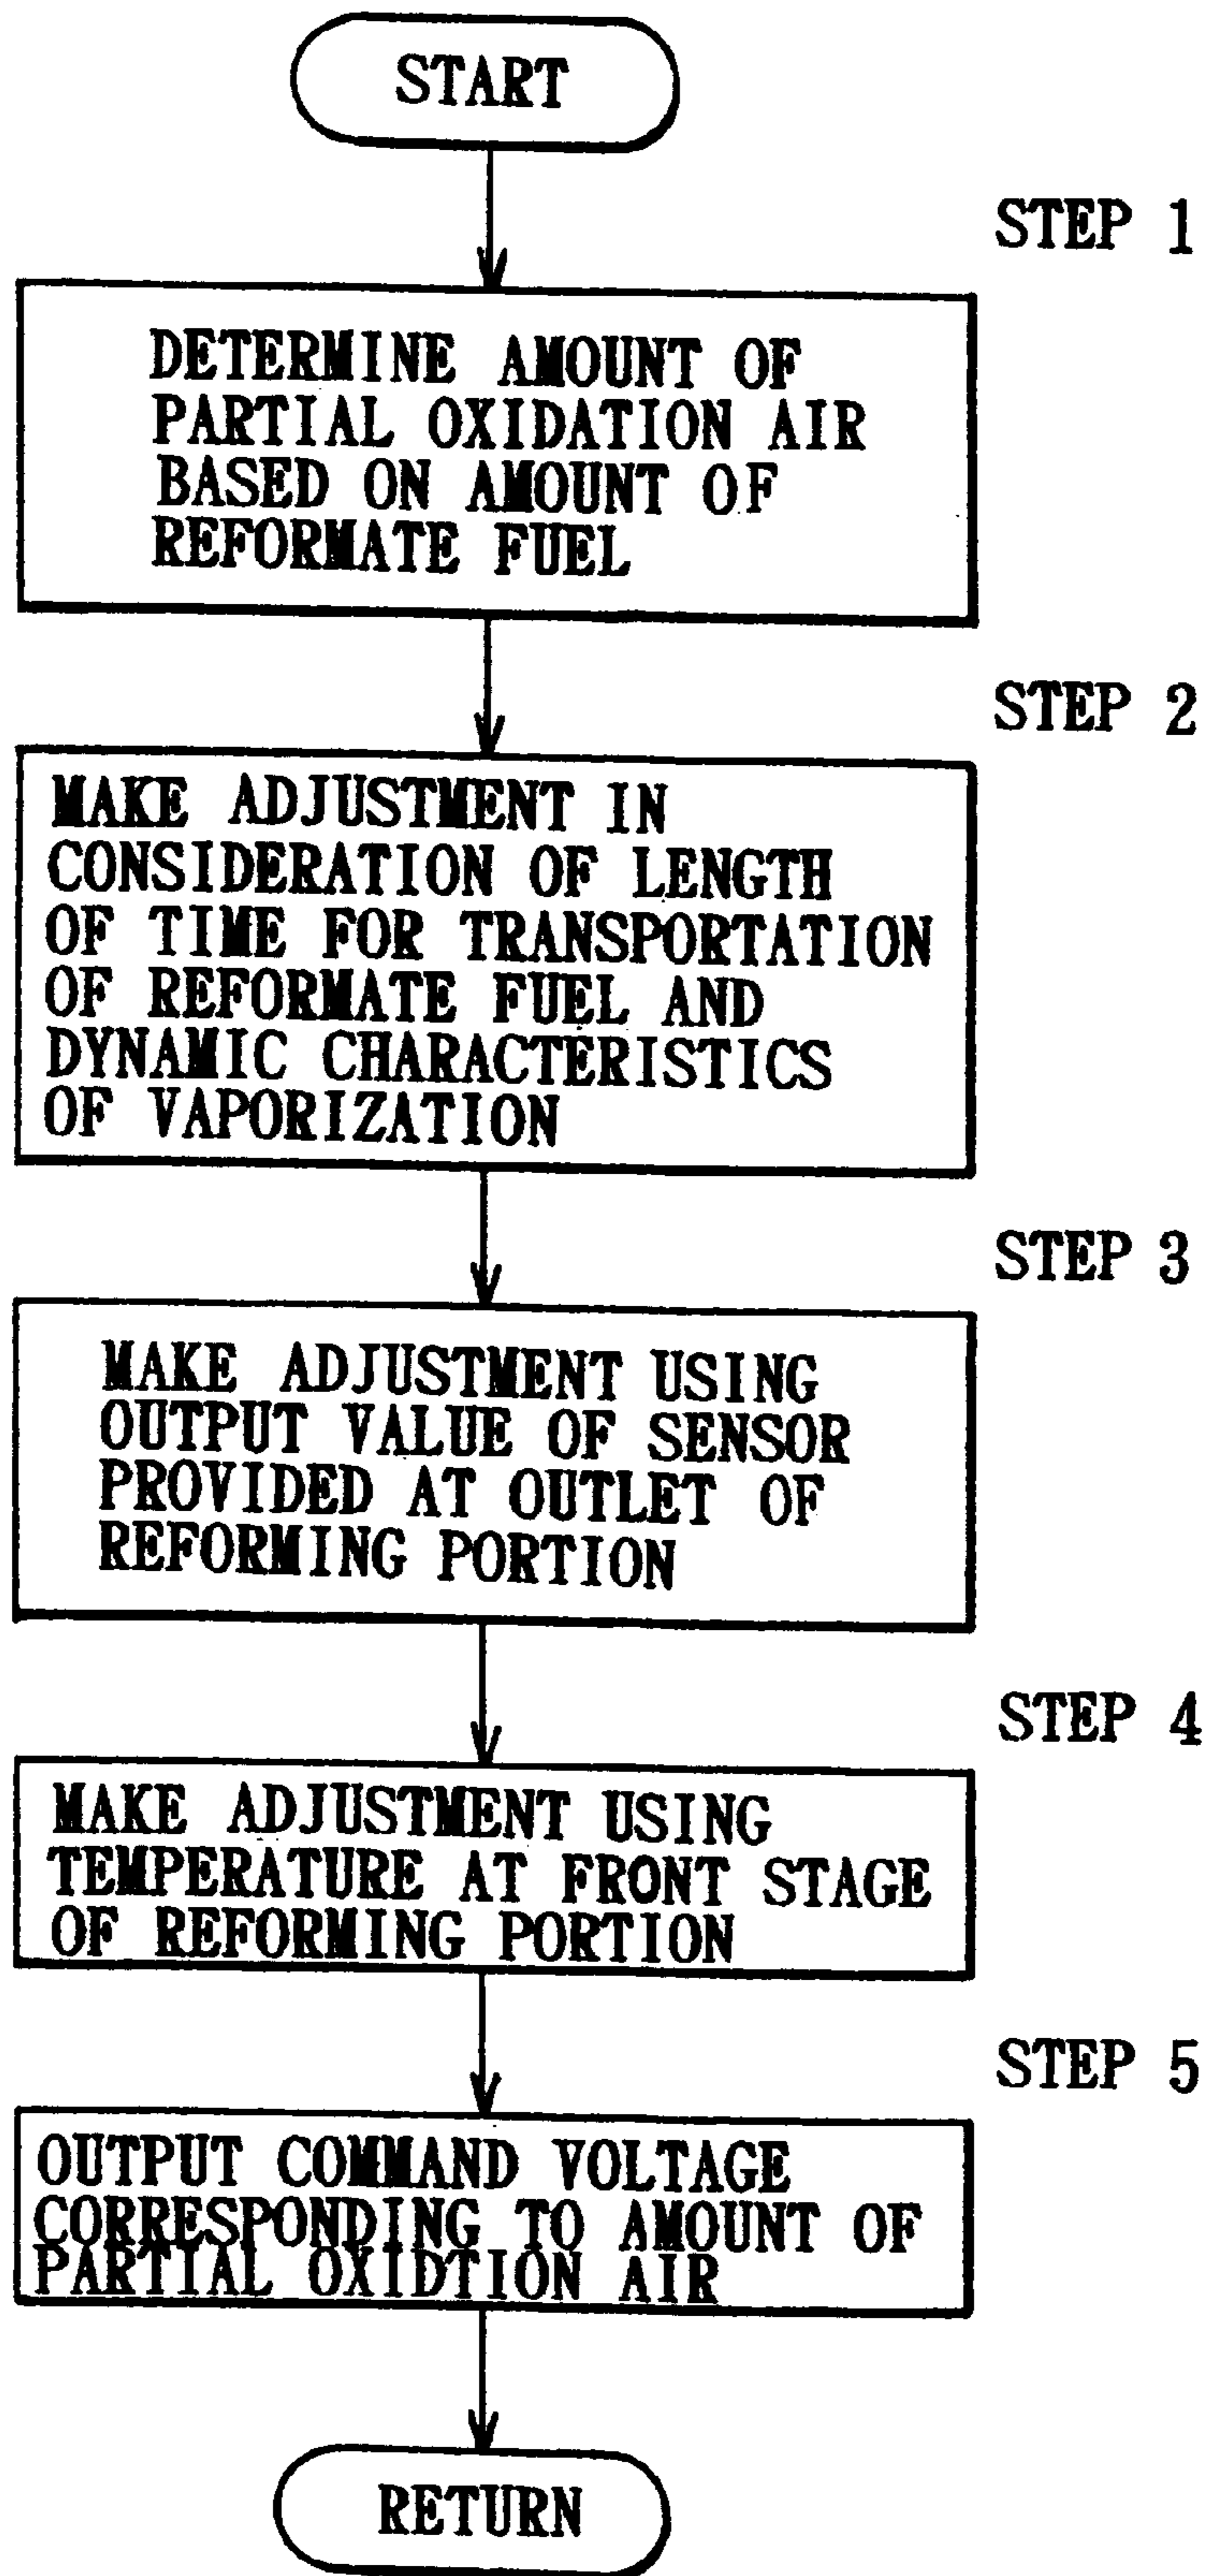 START
STEP 1
DETERMINE AMOUNT OF
PARTIAL OXIDATION AIR
BASED ON AMOUNT OF
REFORMATE FUEL
STEP 2
MAKE ADJUSTMENT IN
CONSIDERATION OF LENGTH
OF TIME FOR TRANSPORTATION
OF REFORMATE FUEL AND
DYNAMIC CHARACTERISTICS
OF VAPORIZATION
STEP 3
MAKE ADJUSTMENT USING
OUTPUT VALUE OF SENSOR
PROVIDED AT OUTLET OF
REFORMING PORTION
STEP 4
MAKE ADJUSTMENT USING
TEMPERATURE AT FRONT STAGE
OF REFORMING PORTION
STEP 5
OUTPUT COMMAND VOLTAGE
CORRESPONDING TO AMOUNT OF
PARTIAL OXIDTION AIR
RETURN